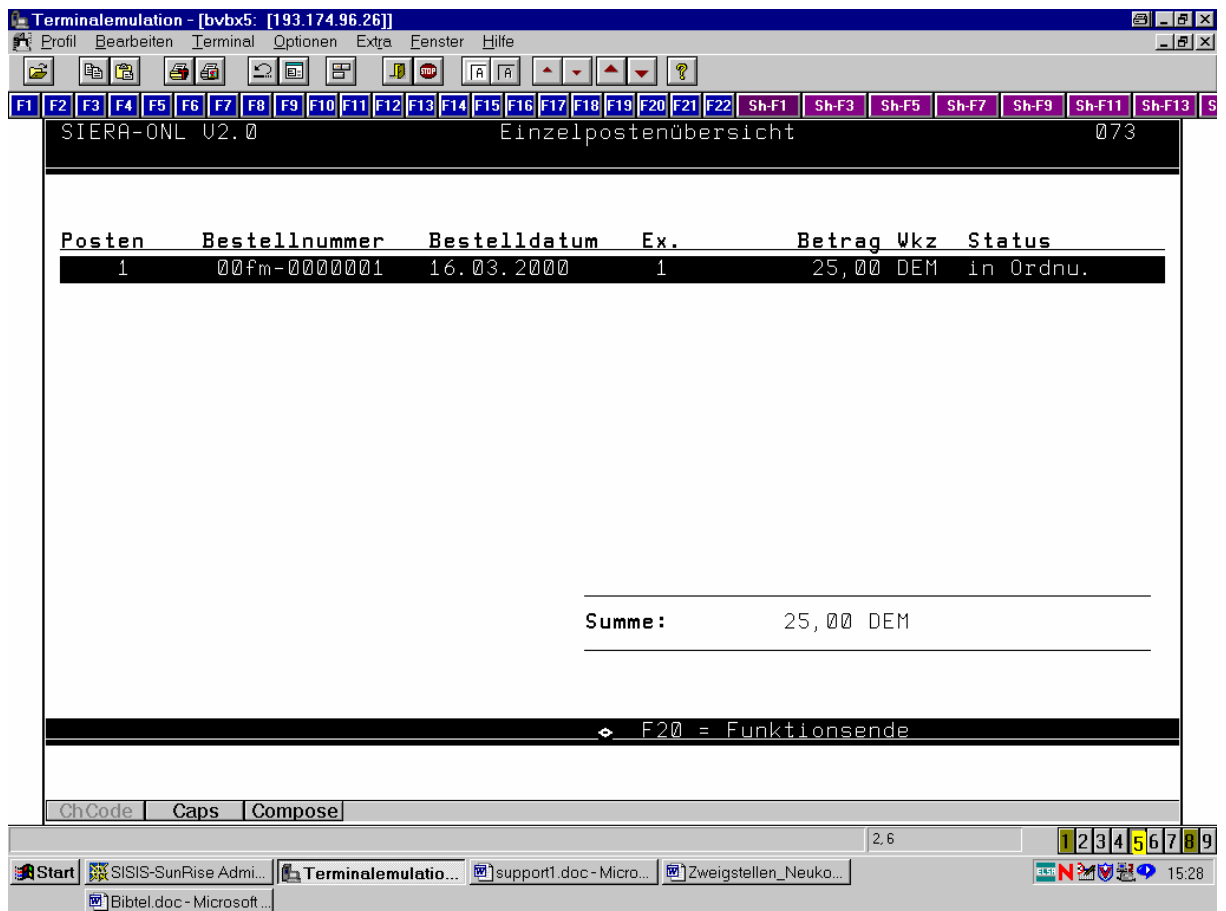 Terminalemulation - [bvbx5: [193.174.96.26]]
Profil Bearbeiten Terminal Optionen Extra Fenster Hilfe
STOP A A ?
F1 F2 F3 F4 F5 F6 F7 F8 F9 F10 F11 F12 F13 F14 F15 F16 F17 F18 F19 F20 F21 F22 Sh-F1 Sh-F3 Sh-F5 Sh-F7 Sh-F9 Sh-F11 Sh-F13 S
SIERA-ONL V2.0 Einzelpostenübersicht 073
Posten Bestellnummer Bestelldatum Ex. Betrag Wkz Status
1 00fm-0000001 16.03.2000 1 25,00 DEM in Ordnu.
Summe: 25,00 DEM
F20 = Funktionsende
ChCode Caps Compose
2,6 1 2 3 4 5 6 7 8 9
Start SISIS-SunRise Admi... Terminalemulatio... support1.doc - Micro... Zweigstellen_Neuko... ELSA N 15:28
Bibtel.doc - Microsoft ...